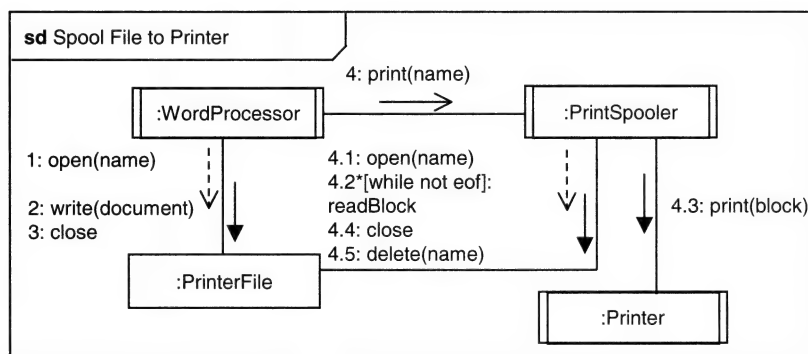 sd Spool File to Printer
4: print(name)
:WordProcessor
:PrintSpooler
1: open(name)
2: write(document)
3: close
4.1: open(name)
4.2*[while not eof]:
readBlock
4.4: close
4.5: delete(name)
4.3: print(block)
:PrinterFile
:Printer